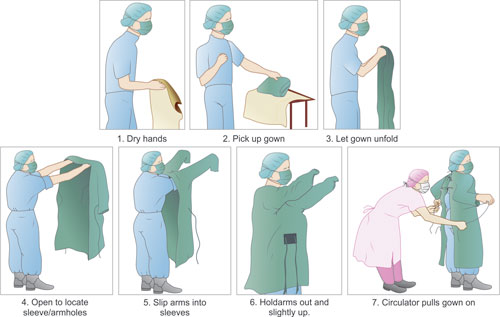 1. Dry hands
2. Pick up gown
3. Let gown unfold
4. Open to locate
sleeve/armholes
5. Slip arms into
sleeves
6. Holdarms out and
slightly up.
7. Circulator pulls gown on